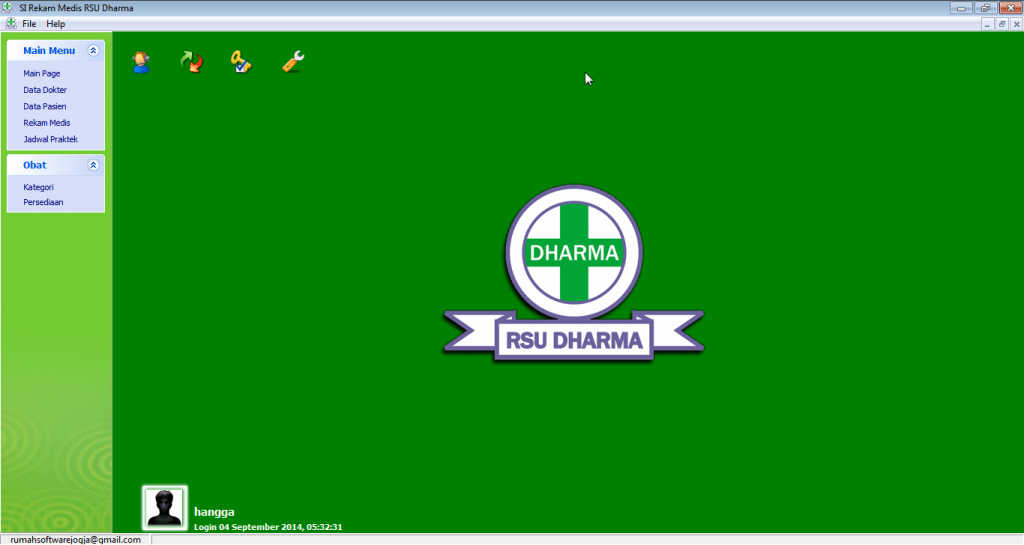 SI Rekam Medis RSU Dharma
File Help
Main Menu
Main Page
Data Dokter
Data Pasien
Rekam Medis
Jadwal Praktek
Obat
Kategori
Persediaan
DHARMA
RSU DHARMA
hangga
Login 04 September 2014, 05:32:31
rumahsoftwarejogja@gmail.com